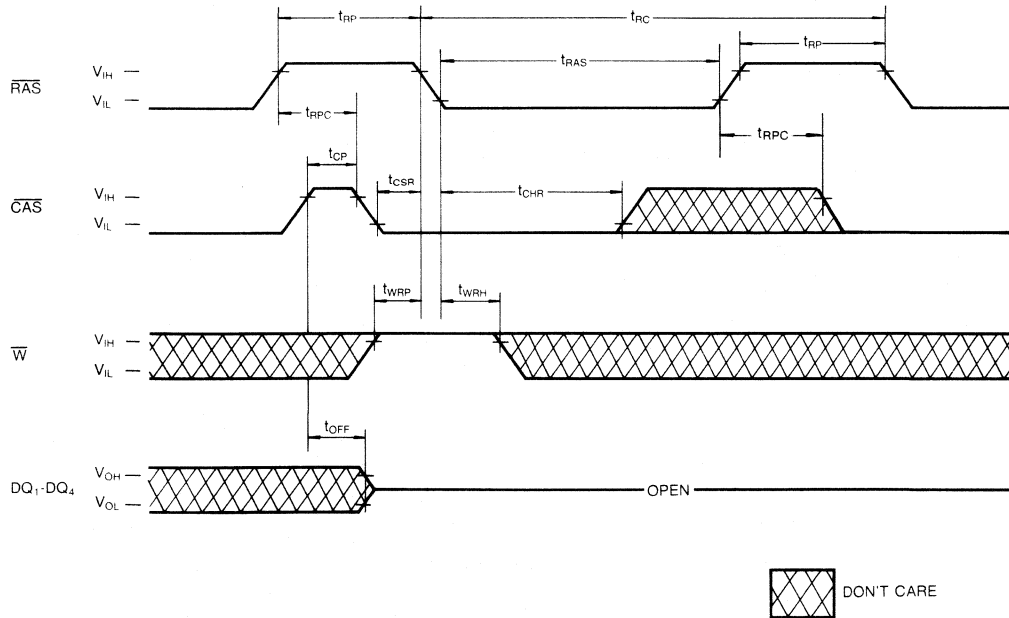 tRP
tRC
tRP
tRAS
RAS
VIH
VIL
tRPC
tRPC
tCP
tCSR
tCHR
CAS
VIH
VIL
tWRP
tWRH
W
VIH
VIL
tOFF
DQ1-DQ4
VOH
VOL
OPEN
DON'T CARE